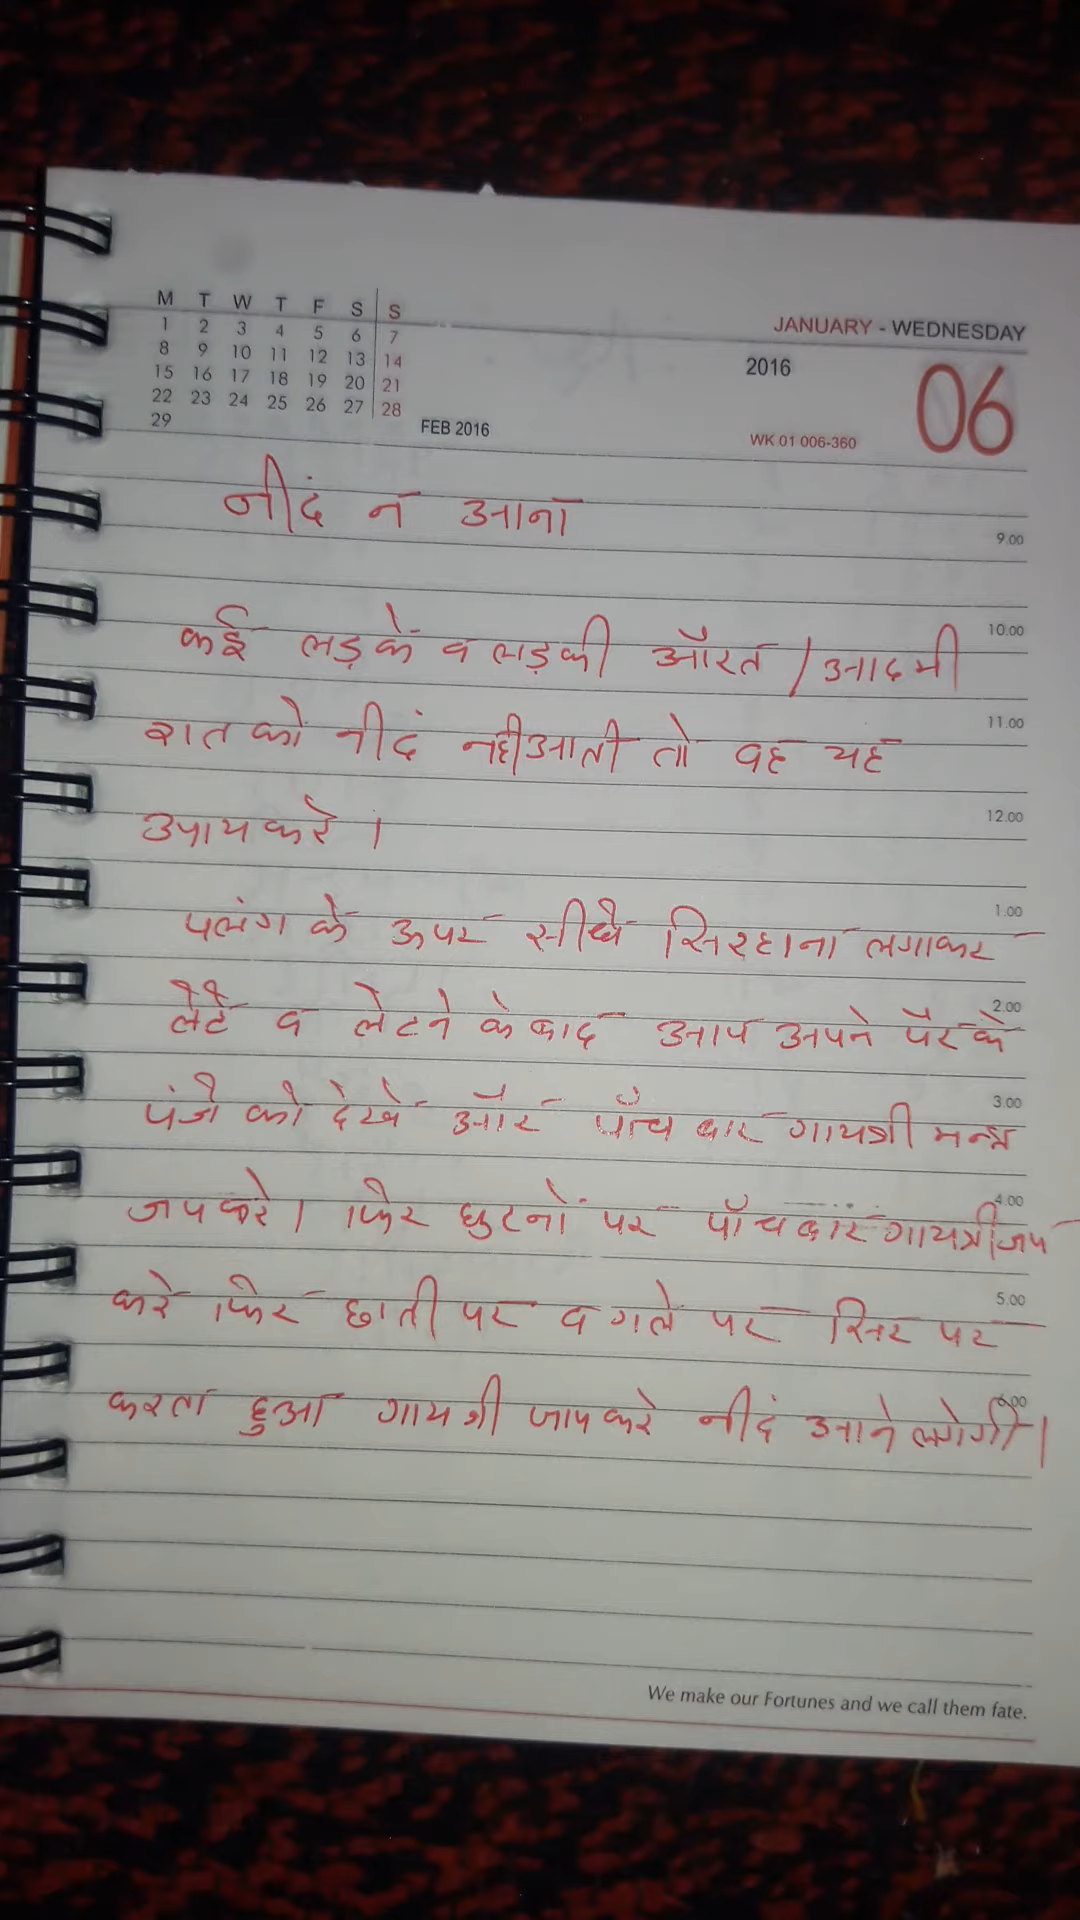 M T W T F S S
1 2 3 4 5 6 7
8 9 10 11 12 13 14
15 16 17 18 19 20 21
22 23 24 25 26 27 28
29
FEB 2016
JANUARY - WEDNESDAY
2016
06
WK 01 006-360
नीदं न आना
9.00
10.00
कई लड़के व लड़की औरत / आदमी
11.00
रात को नीदं नहीआती तो वह यह
12.00
उपाय करे ।
1.00
पलंग के ऊपर सीधे सिरहाना लगाकर
2.00
लेटे व लेटने के बाद आप अपने पैर के
3.00
पंजे को देखे और पाँच बार गायत्री मन्त्र
4.00
जप करे । फिर घुटनों पर पाँच बार गायत्री जप
5.00
करे फिर छाती पर व गले पर सिर पर
6.00
करता हुआ गायत्री जाप करे नीदं आने लगेगी ।
We make our Fortunes and we call them fate.